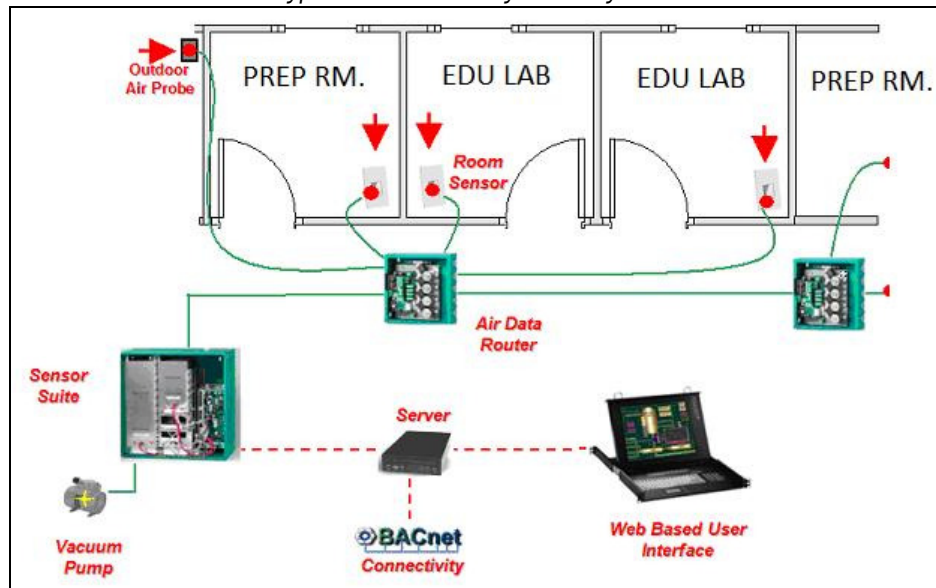 PREP RM.
EDU LAB
EDU LAB
PREP RM.
Outdoor
Air Probe
Room
Sensor
Air Data
Router
Sensor
Suite
Server
Vacuum
Pump
BACnet
Connectivity
Web Based User
Interface